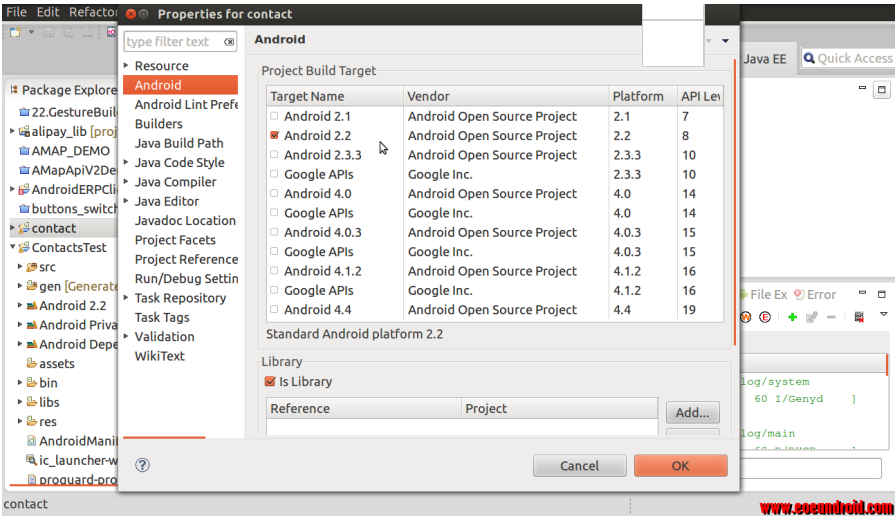 File Edit Refacto
Properties for contact
type filter text
Android
Java EE
Quick Access
Package Explore
22.GestureBuil
alipay_lib [proj
AMAP_DEMO
AMapApiV2De
AndroidERPCli
buttons_switch
contact
ContactsTest
src
gen [Generate
Android 2.2
Android Priva
Android Depe
assets
bin
libs
res
AndroidMani
ic_launcher-w
proguard-pro
Resource
Android
Android Lint Prefe
Builders
Java Build Path
Java Code Style
Java Compiler
Java Editor
Javadoc Location
Project Facets
Project Reference
Run/Debug Settin
Task Repository
Task Tags
Validation
WikiText
Project Build Target
Target Name Vendor Platform API Lev
Android 2.1 Android Open Source Project 2.1 7
Android 2.2 Android Open Source Project 2.2 8
Android 2.3.3 Android Open Source Project 2.3.3 10
Google APIs Google Inc. 2.3.3 10
Android 4.0 Android Open Source Project 4.0 14
Google APIs Google Inc. 4.0 14
Android 4.0.3 Android Open Source Project 4.0.3 15
Google APIs Google Inc. 4.0.3 15
Android 4.1.2 Android Open Source Project 4.1.2 16
Google APIs Google Inc. 4.1.2 16
Android 4.4 Android Open Source Project 4.4 19
Standard Android platform 2.2
Library
Is Library
Reference Project
Add...
Cancel OK
File Ex Error
log/system
60 I/Genyd ]
log/main
contact
www.eoeandroid.com